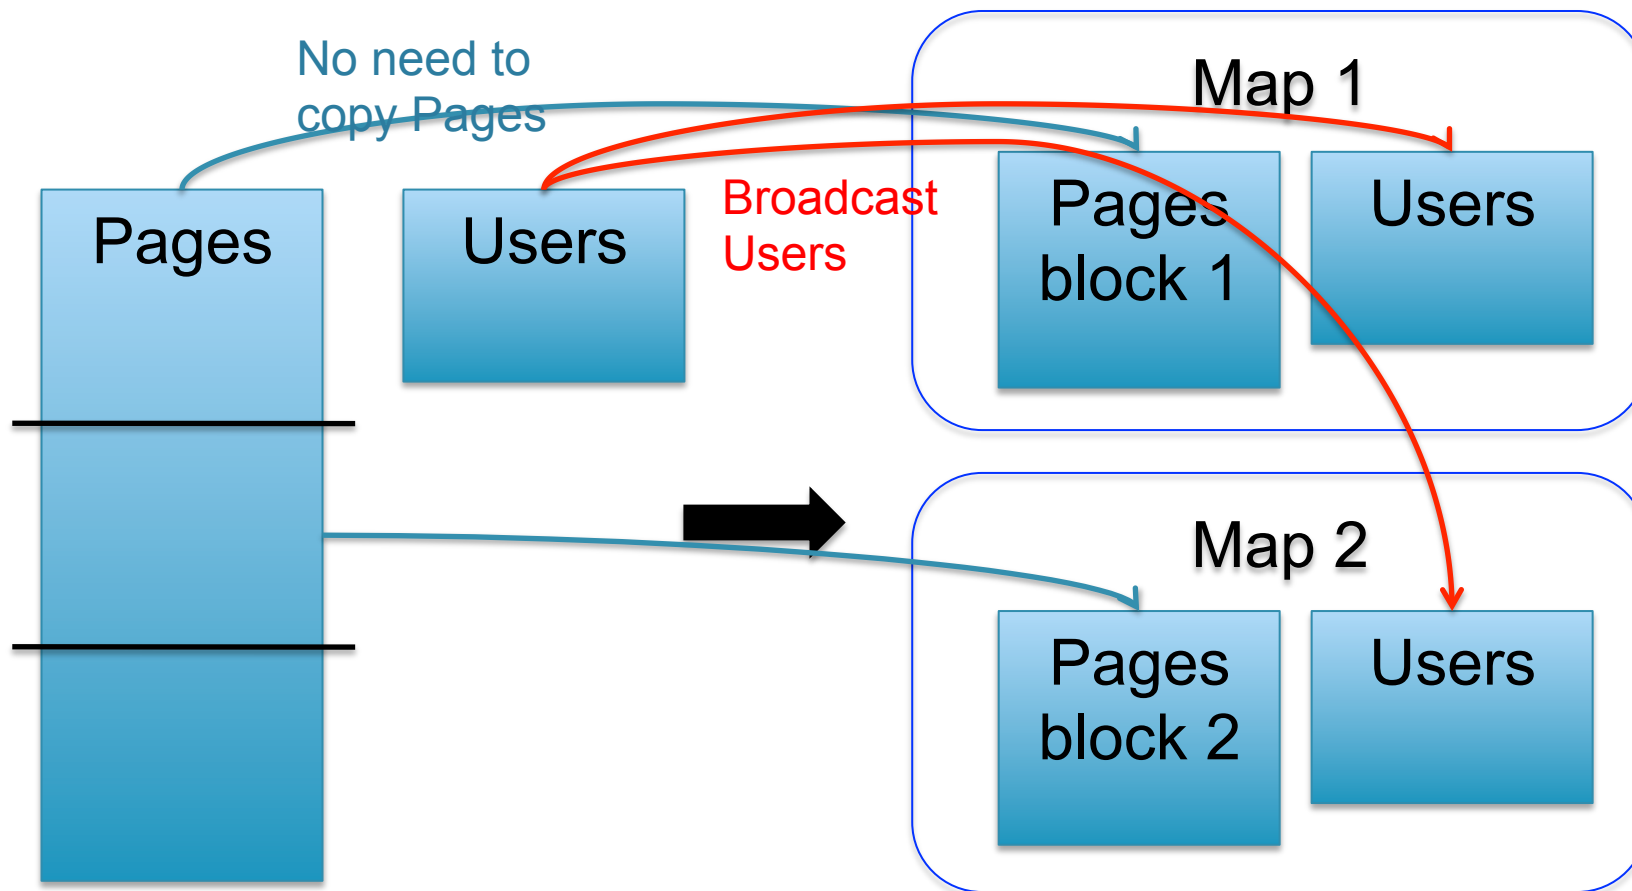 No need to
copy Pages
Pages
Users
Broadcast
Users
Map 1
Pages
block 1
Users
Map 2
Pages
block 2
Users